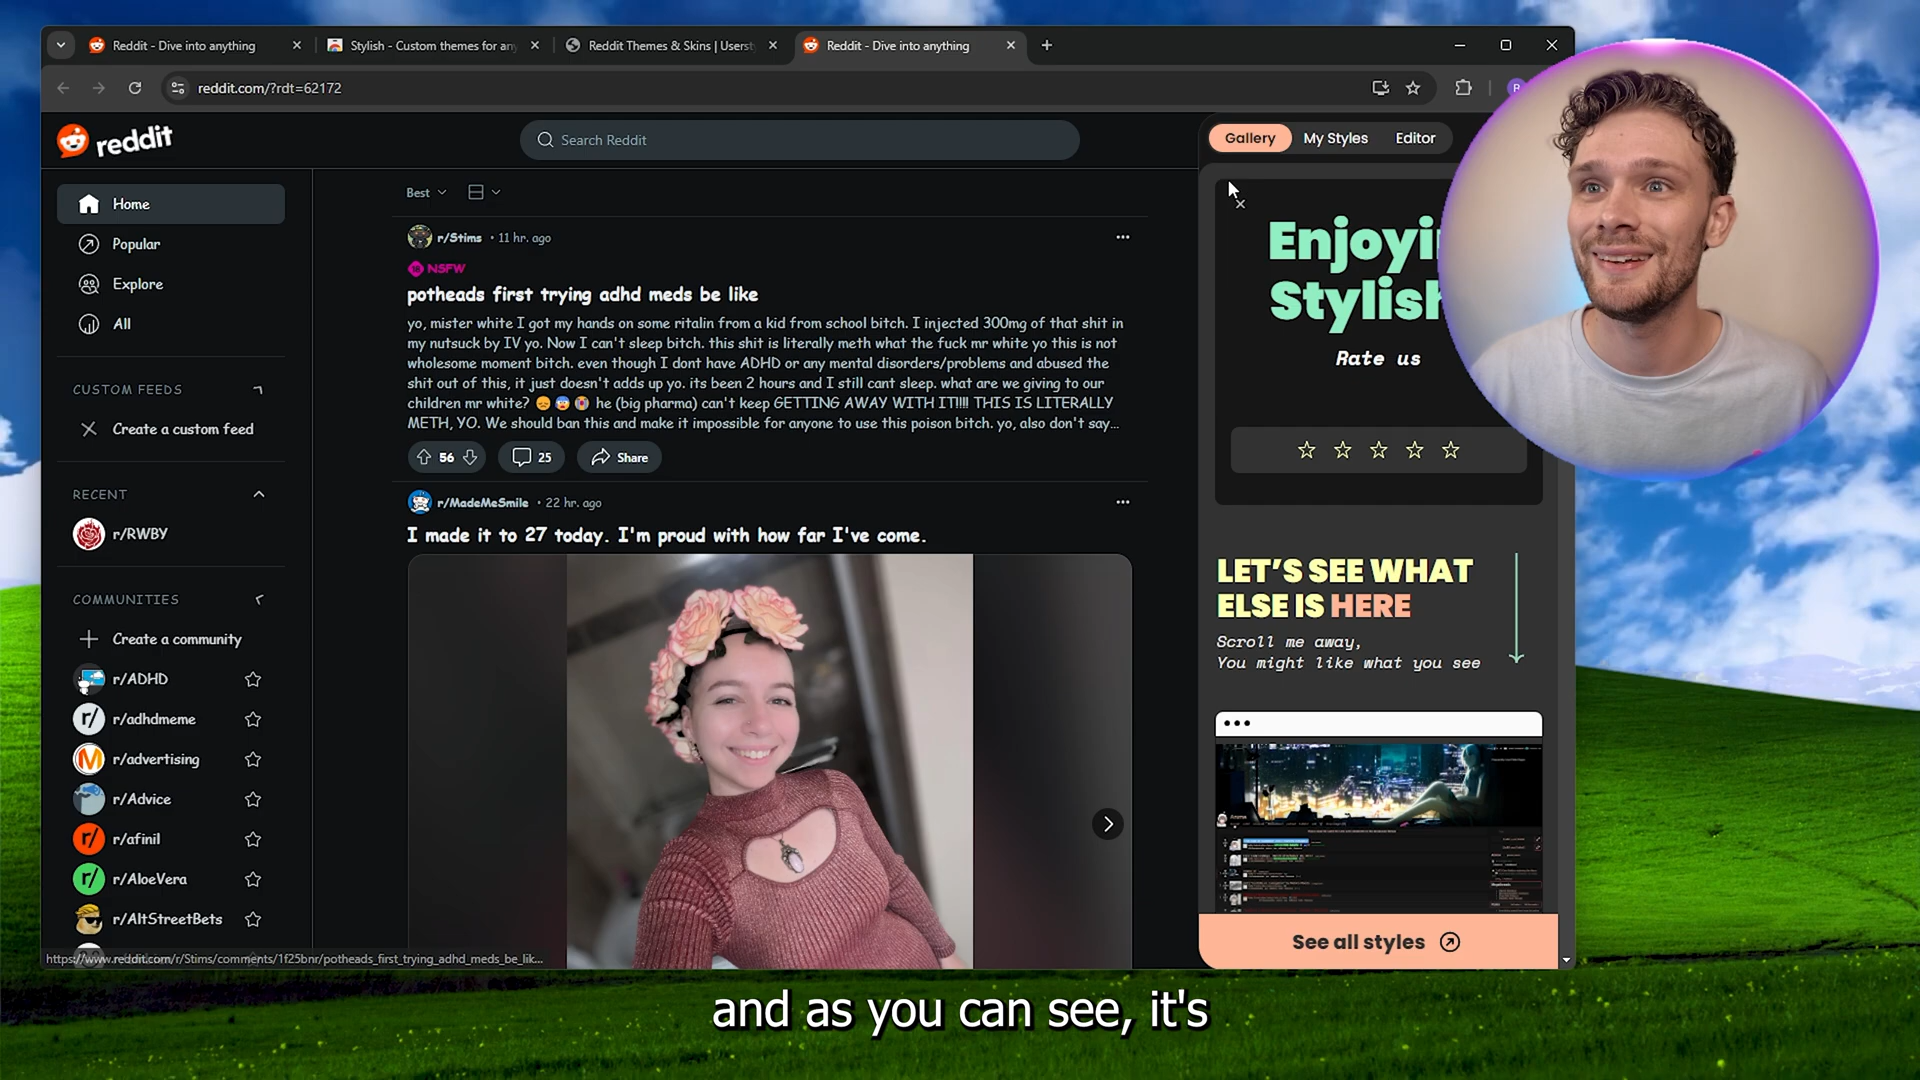 Reddit - Dive into anything
Stylish - Custom themes for any
Reddit Themes & Skins | Userst
Reddit - Dive into anything
reddit.com/?rdt=62172
reddit
Search Reddit
Gallery
My Styles
Editor
Home
Popular
Explore
All
CUSTOM FEEDS
Create a custom feed
RECENT
r/RWBY
COMMUNITIES
Create a community
r/ADHD
r/adhdmeme
r/advertising
r/Advice
r/afinil
r/AloeVera
r/AltStreetBets
https://www.reddit.com/r/Stims/comments/1f25bnr/potheads_first_trying_adhd_meds_be_lik...
Best
r/Stims • 11 hr. ago
18 NSFW
potheads first trying adhd meds be like
yo, mister white I got my hands on some ritalin from a kid from school bitch. I injected 300mg of that shit in
my nutsuck by IV yo. Now I can't sleep bitch. this shit is literally meth what the fuck mr white yo this is not
wholesome moment bitch. even though I dont have ADHD or any mental disorders/problems and abused the
shit out of this, it just doesn't adds up yo. its been 2 hours and I still cant sleep. what are we giving to our
children mr white? 😞 😨 😭 he (big pharma) can't keep GETTING AWAY WITH IT!!!! THIS IS LITERALLY
METH, YO. We should ban this and make it impossible for anyone to use this poison bitch. yo, also don't say...
56
25
Share
r/MadeMeSmile • 22 hr. ago
I made it to 27 today. I'm proud with how far I've come.
Enjoyi
Stylish
Rate us
LET'S SEE WHAT
ELSE IS HERE
Scroll me away,
You might like what you see
See all styles
and as you can see, it's